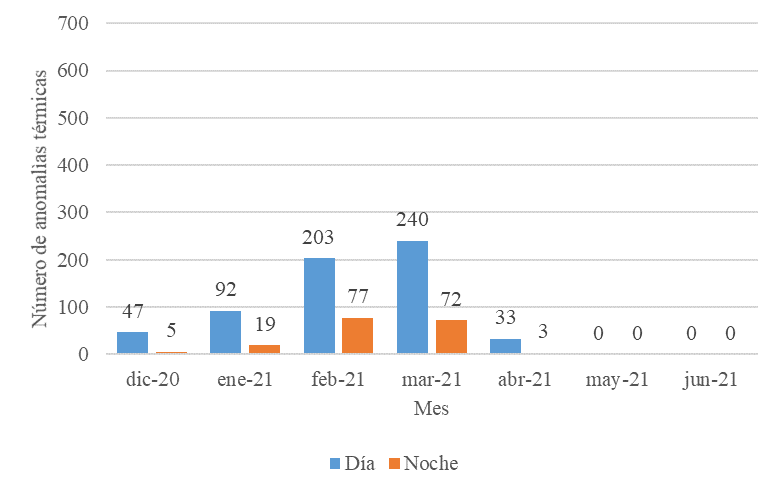 700
600
500
400
300
200
100
0
Número de anomalias térmicas
47 5 92 19 203 77 240 72 33 3 0 0 0 0
dic-20 ene-21 feb-21 mar-21 abr-21 may-21 jun-21
Mes
Día Noche